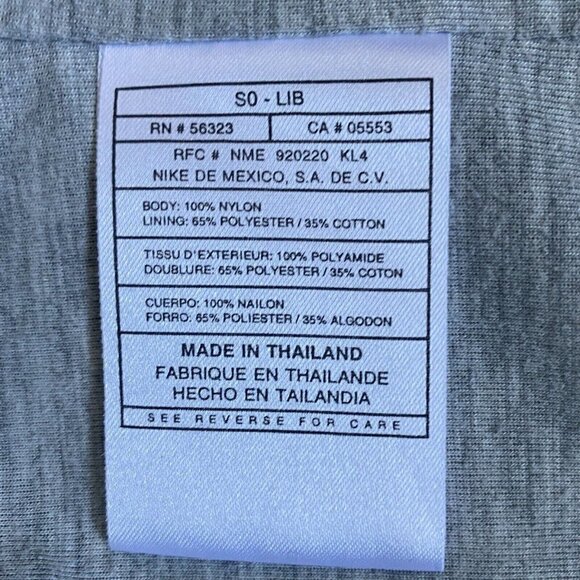 S0 - LIB
RN # 56323 CA # 05553
RFC # NME 920220 KL4
NIKE DE MEXICO, S.A. DE C.V.
BODY: 100% NYLON
LINING: 65% POLYESTER / 35% COTTON
TISSU D'EXTERIEUR: 100% POLYAMIDE
DOUBLURE: 65% POLYESTER / 35% COTON
CUERPO: 100% NAILON
FORRO: 65% POLIESTER / 35% ALGODON
MADE IN THAILAND
FABRIQUE EN THAILANDE
HECHO EN TAILANDIA
SEE REVERSE FOR CARE